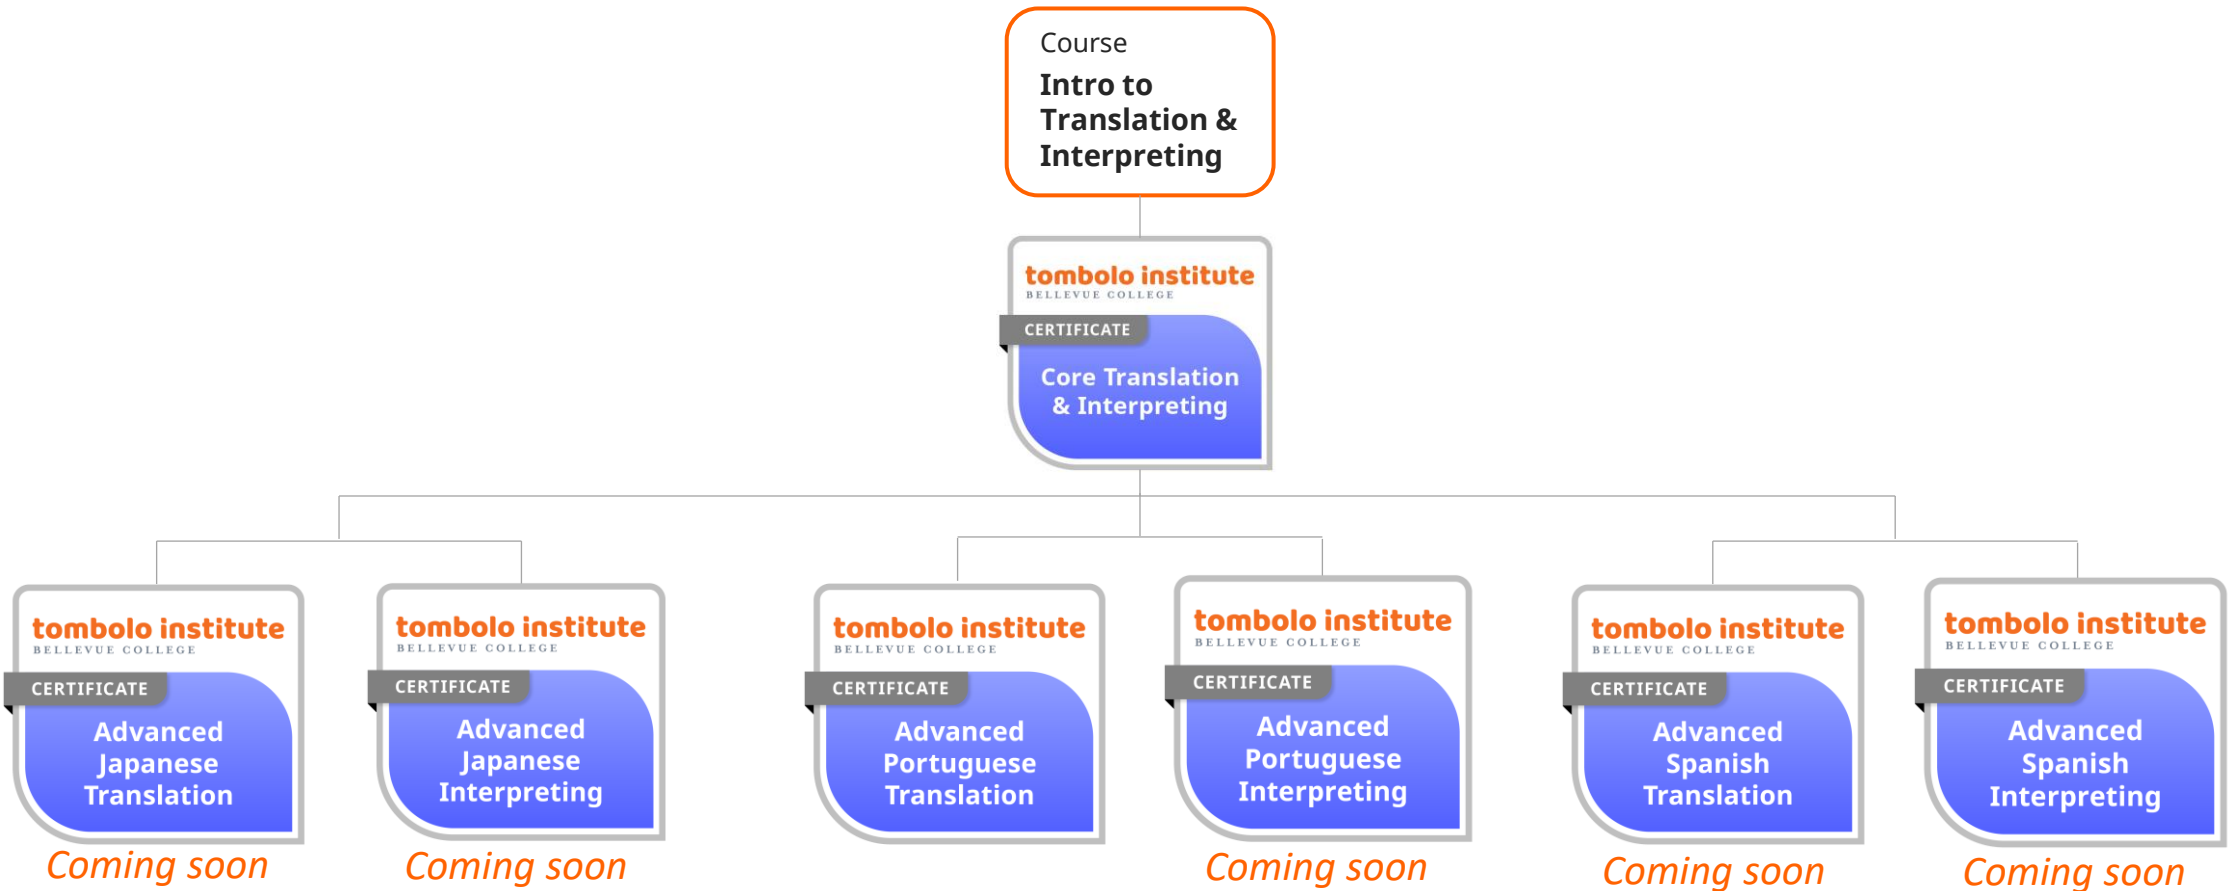 Course
Intro to
Translation &
Interpreting
tombolo institute
BELLEVUE COLLEGE
CERTIFICATE
Core Translation
& Interpreting
tombolo institute
BELLEVUE COLLEGE
CERTIFICATE
Advanced
Japanese
Translation
Coming soon
tombolo institute
BELLEVUE COLLEGE
CERTIFICATE
Advanced
Japanese
Interpreting
Coming soon
tombolo institute
BELLEVUE COLLEGE
CERTIFICATE
Advanced
Portuguese
Translation
tombolo institute
BELLEVUE COLLEGE
CERTIFICATE
Advanced
Portuguese
Interpreting
Coming soon
tombolo institute
BELLEVUE COLLEGE
CERTIFICATE
Advanced
Spanish
Translation
Coming soon
tombolo institute
BELLEVUE COLLEGE
CERTIFICATE
Advanced
Spanish
Interpreting
Coming soon